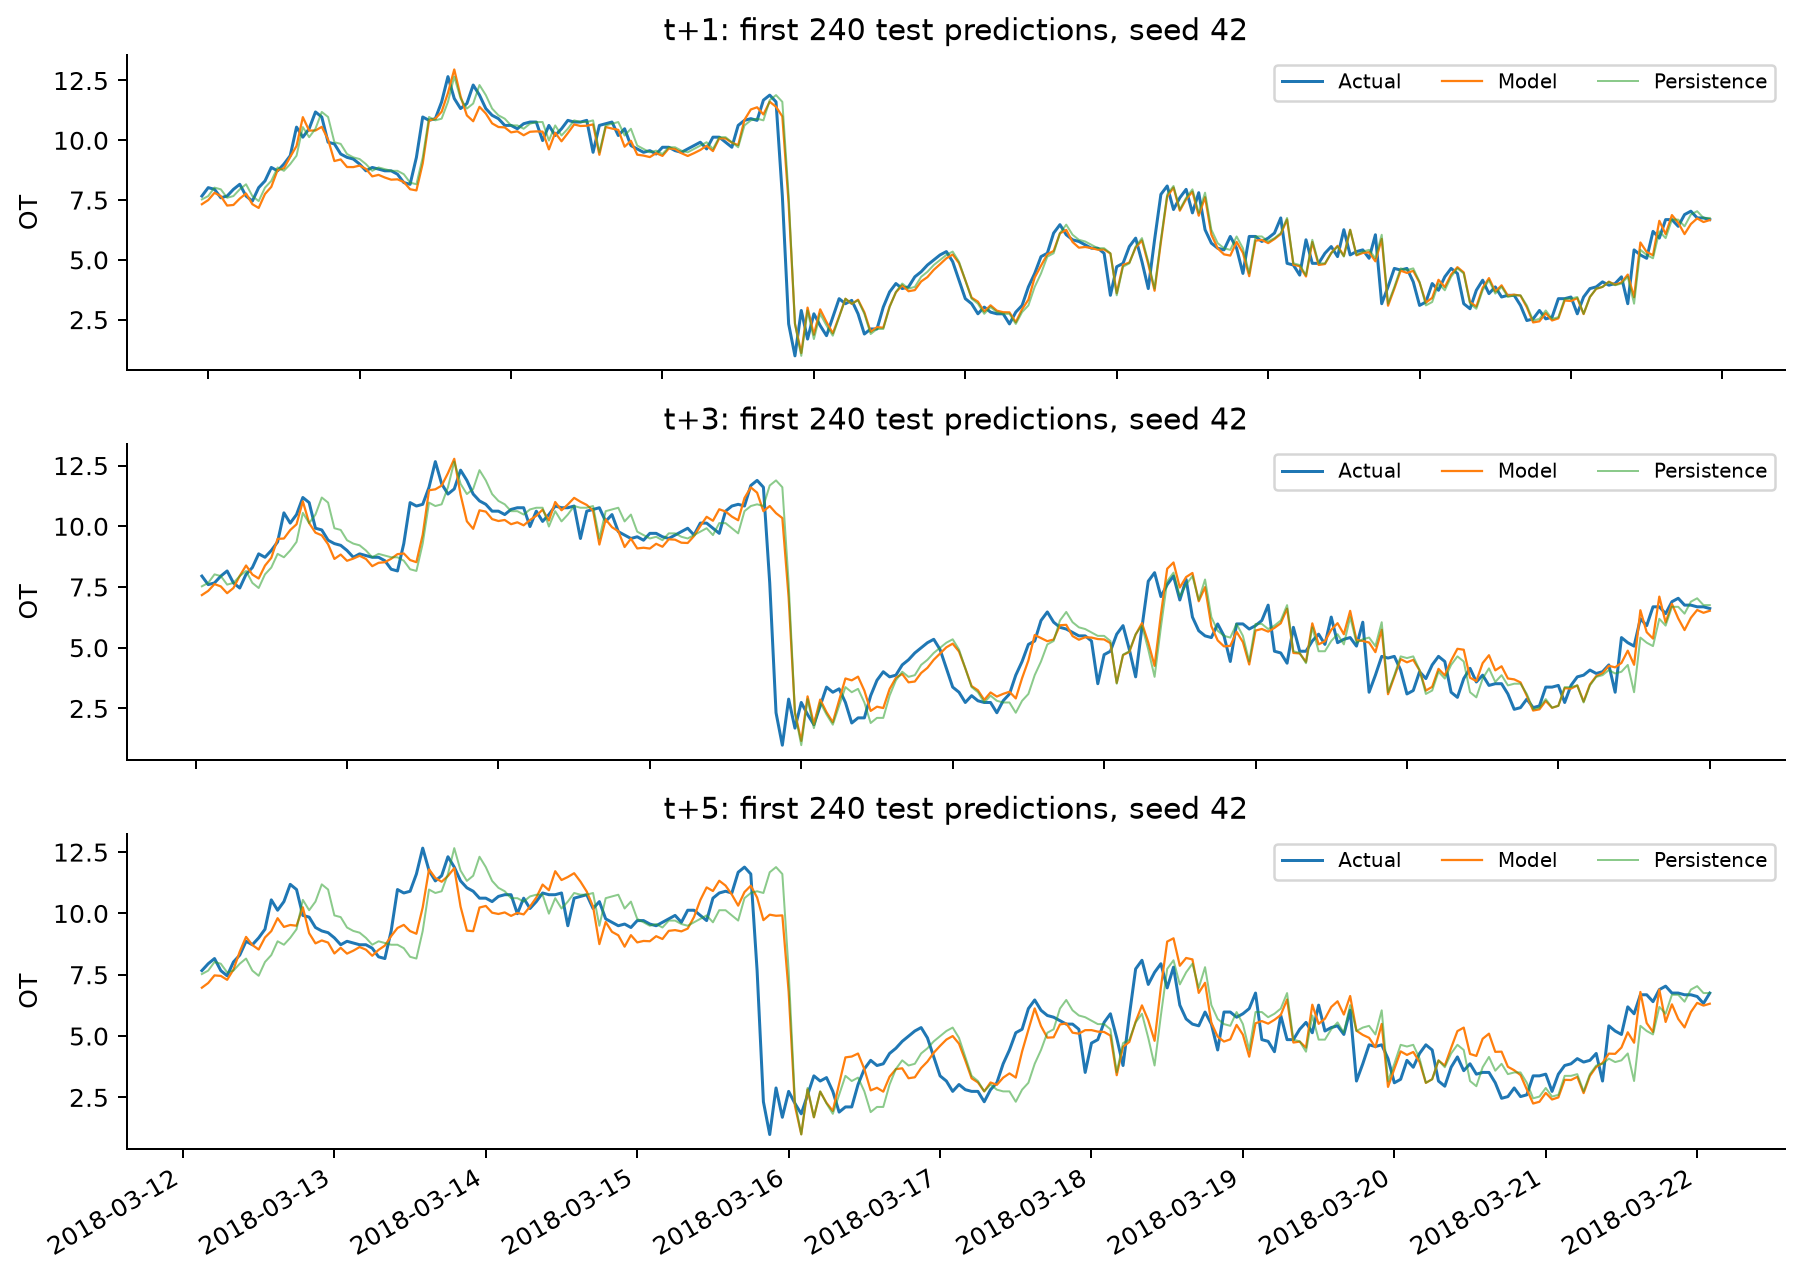 t+1: first 240 test predictions, seed 42
Actual Model Persistence
12.5
10.0
7.5
5.0
2.5
OT
t+3: first 240 test predictions, seed 42
Actual Model Persistence
12.5
10.0
7.5
5.0
2.5
OT
t+5: first 240 test predictions, seed 42
Actual Model Persistence
12.5
10.0
7.5
5.0
2.5
OT
2018-03-12 2018-03-13 2018-03-14 2018-03-15 2018-03-16 2018-03-17 2018-03-18 2018-03-19 2018-03-20 2018-03-21 2018-03-22